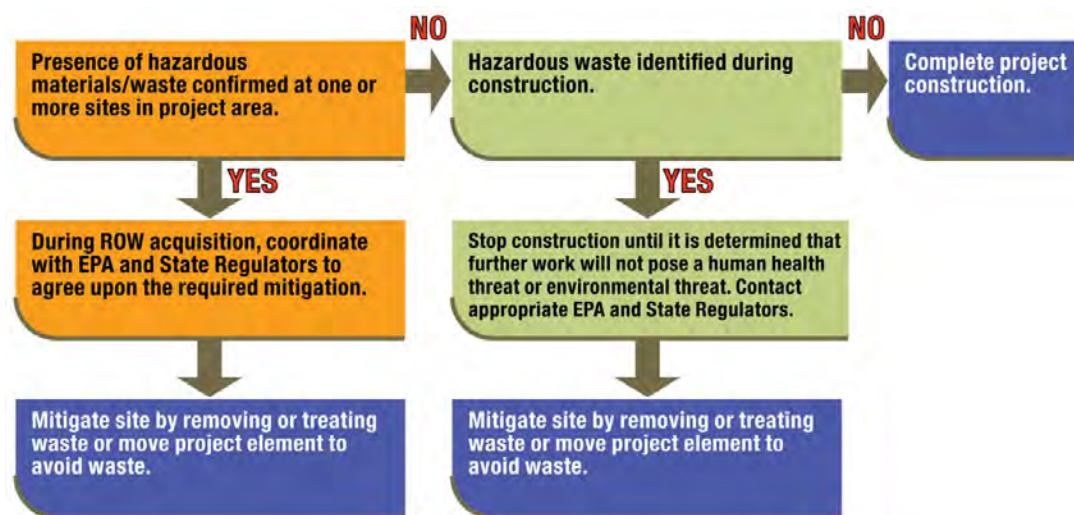 NO
NO
Presence of hazardous
materials/waste confirmed at one or
more sites in project area.
Hazardous waste identified during
construction.
Complete project
construction.
YES
YES
During ROW acquisition, coordinate
with EPA and State Regulators to
agree upon the required mitigation.
Stop construction until it is determined that
further work will not pose a human health
threat or environmental threat. Contact
appropriate EPA and State Regulators.
Mitigate site by removing or treating
waste or move project element to
avoid waste.
Mitigate site by removing or treating
waste or move project element to
avoid waste.